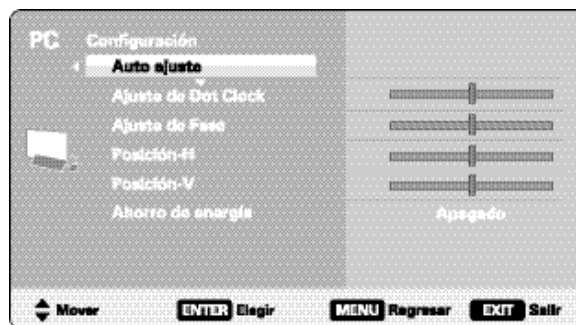 PC Configuración
Auto ajuste
Ajuste de Dot Clock
Ajuste de Fase
Posición-H
Posición-V
Ahorro de energía Apagado
Mover ENTER Elegir MENU Regresar EXIT Salir